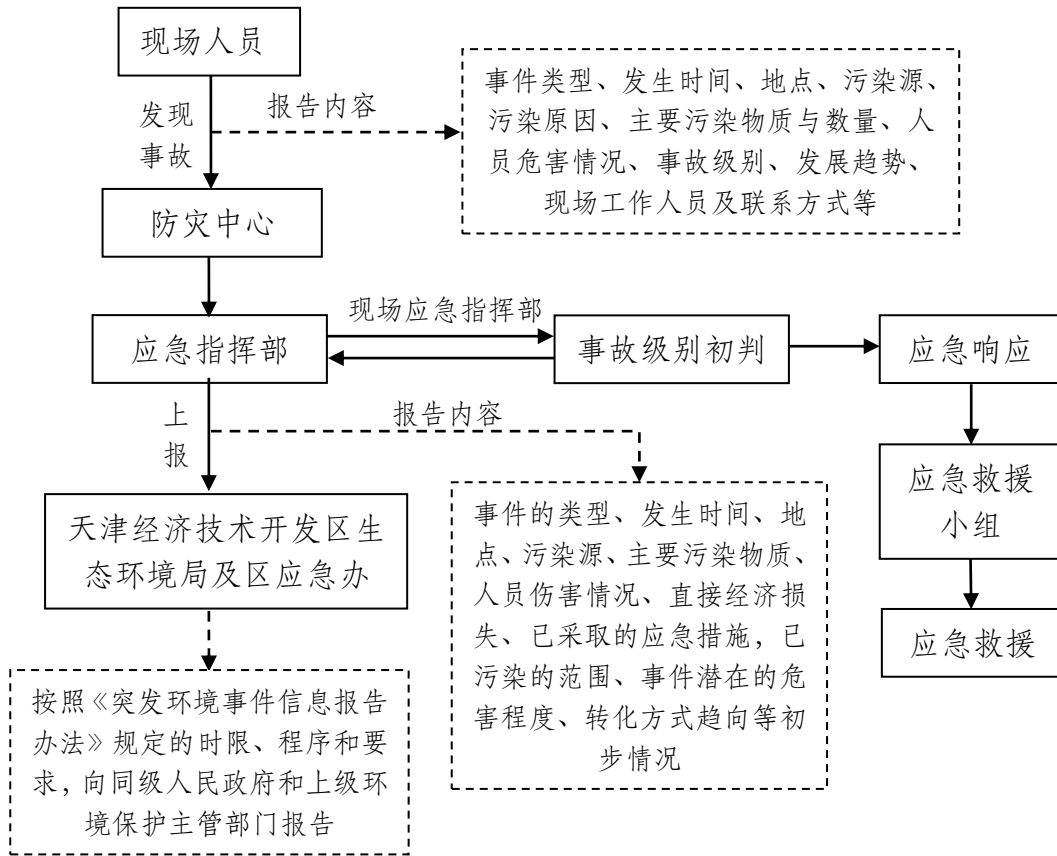 现场人员
发现
事故
报告内容
事件类型、发生时间、地点、污染源、
污染原因、主要污染物质与数量、人
员危害情况、事故级别、发展趋势、
现场工作人员及联系方式等
防灾中心
应急指挥部
现场应急指挥部
事故级别初判
应急响应
上
报
报告内容
应急救援
小组
天津经济技术开发区生
态环境局及区应急办
事件的类型、发生时间、地
点、污染源、主要污染物质、
人员伤害情况、直接经济损
失、已采取的应急措施，已
污染的范围、事件潜在的危
害程度、转化方式趋向等初
步情况
应急救援
按照《突发环境事件信息报告
办法》规定的时限、程序和要
求，向同级人民政府和上级环
境保护主管部门报告